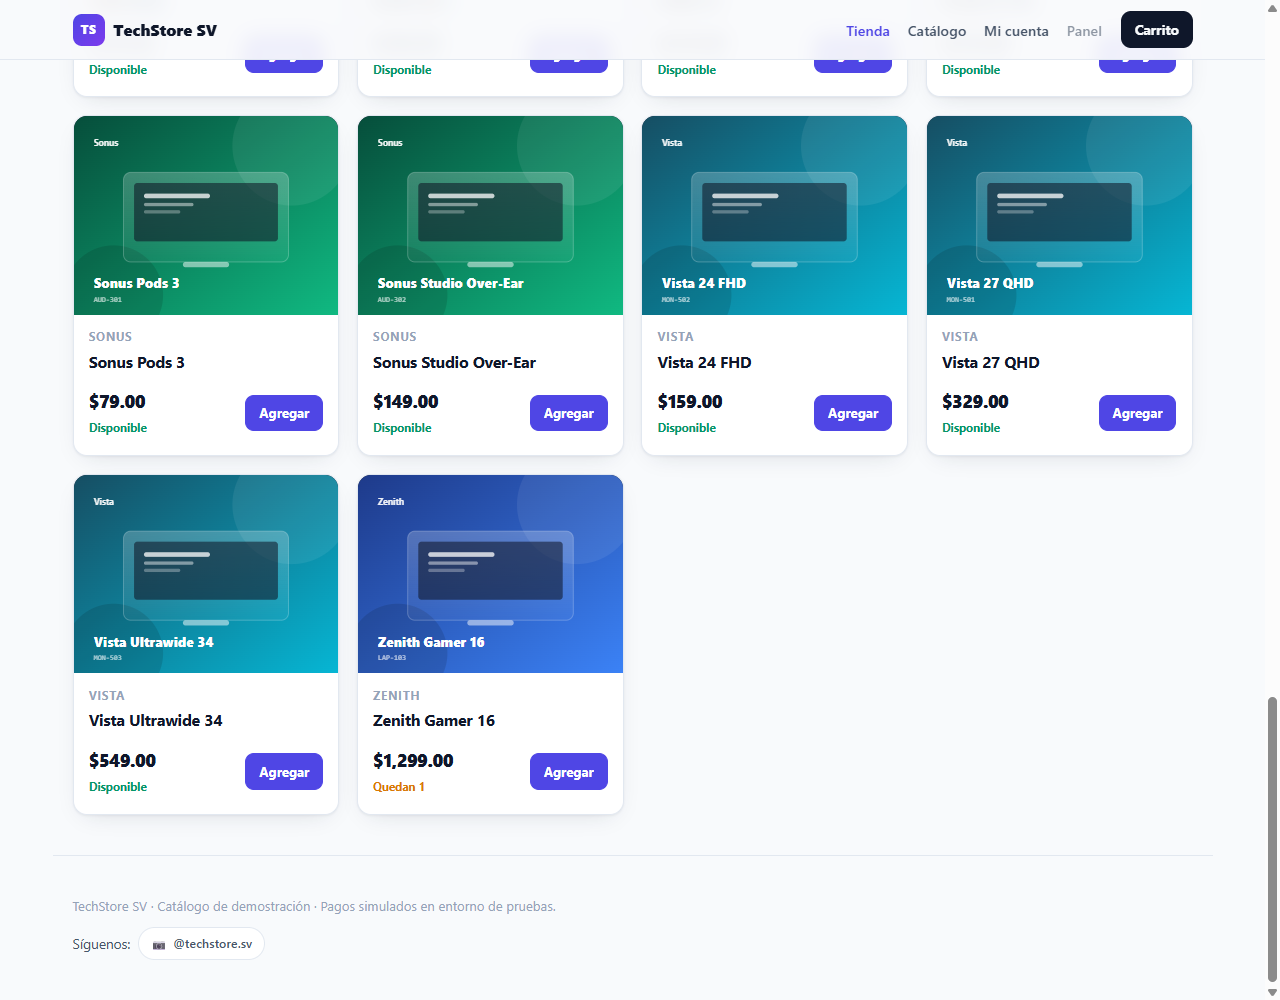 TS TechStore SV
Tienda Catálogo Mi cuenta Panel Carrito
Disponible
Disponible
Disponible
Disponible
Sonus
Sonus Pods 3
AUD-301
SONUS
Sonus Pods 3
$79.00
Disponible
Agregar
Sonus
Sonus Studio Over-Ear
AUD-302
SONUS
Sonus Studio Over-Ear
$149.00
Disponible
Agregar
Vista
Vista 24 FHD
MON-502
VISTA
Vista 24 FHD
$159.00
Disponible
Agregar
Vista
Vista 27 QHD
MON-501
VISTA
Vista 27 QHD
$329.00
Disponible
Agregar
Vista
Vista Ultrawide 34
MON-503
VISTA
Vista Ultrawide 34
$549.00
Disponible
Agregar
Zenith
Zenith Gamer 16
LAP-103
ZENITH
Zenith Gamer 16
$1,299.00
Quedan 1
Agregar
TechStore SV · Catálogo de demostración · Pagos simulados en entorno de pruebas.
Síguenos: @techstore.sv